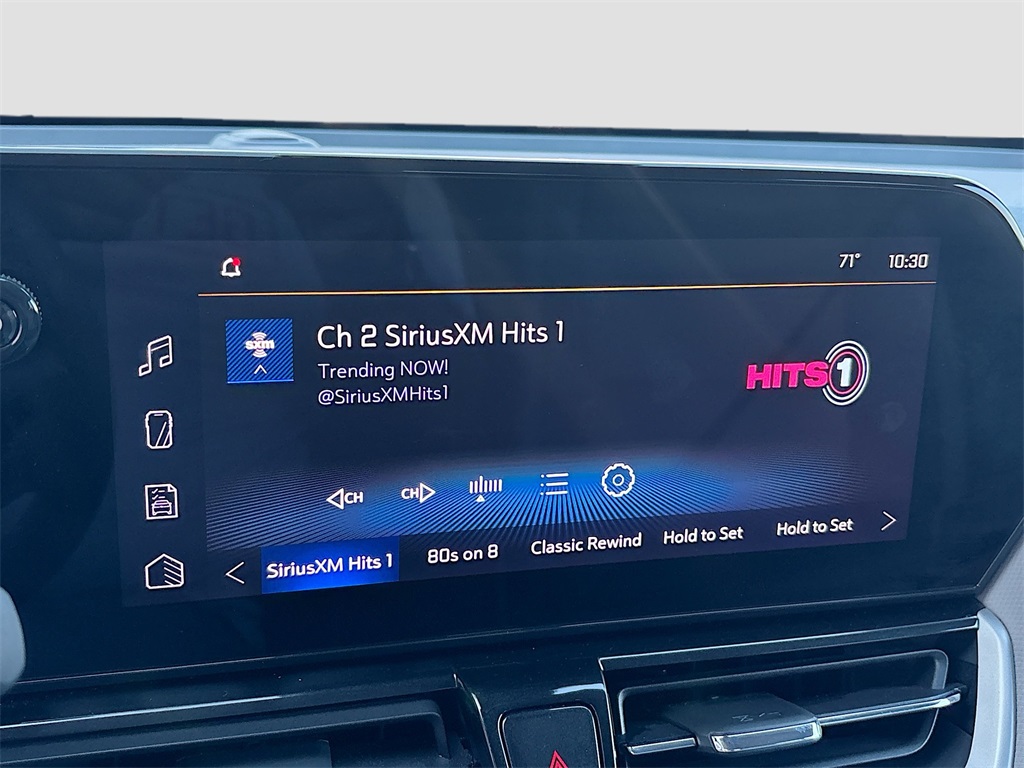 71° 10:30
sxm
Ch 2 SiriusXM Hits 1
Trending NOW!
@SiriusXMHits1
HITS1
CH CH
SiriusXM Hits 1 80s on 8 Classic Rewind Hold to Set Hold to Set